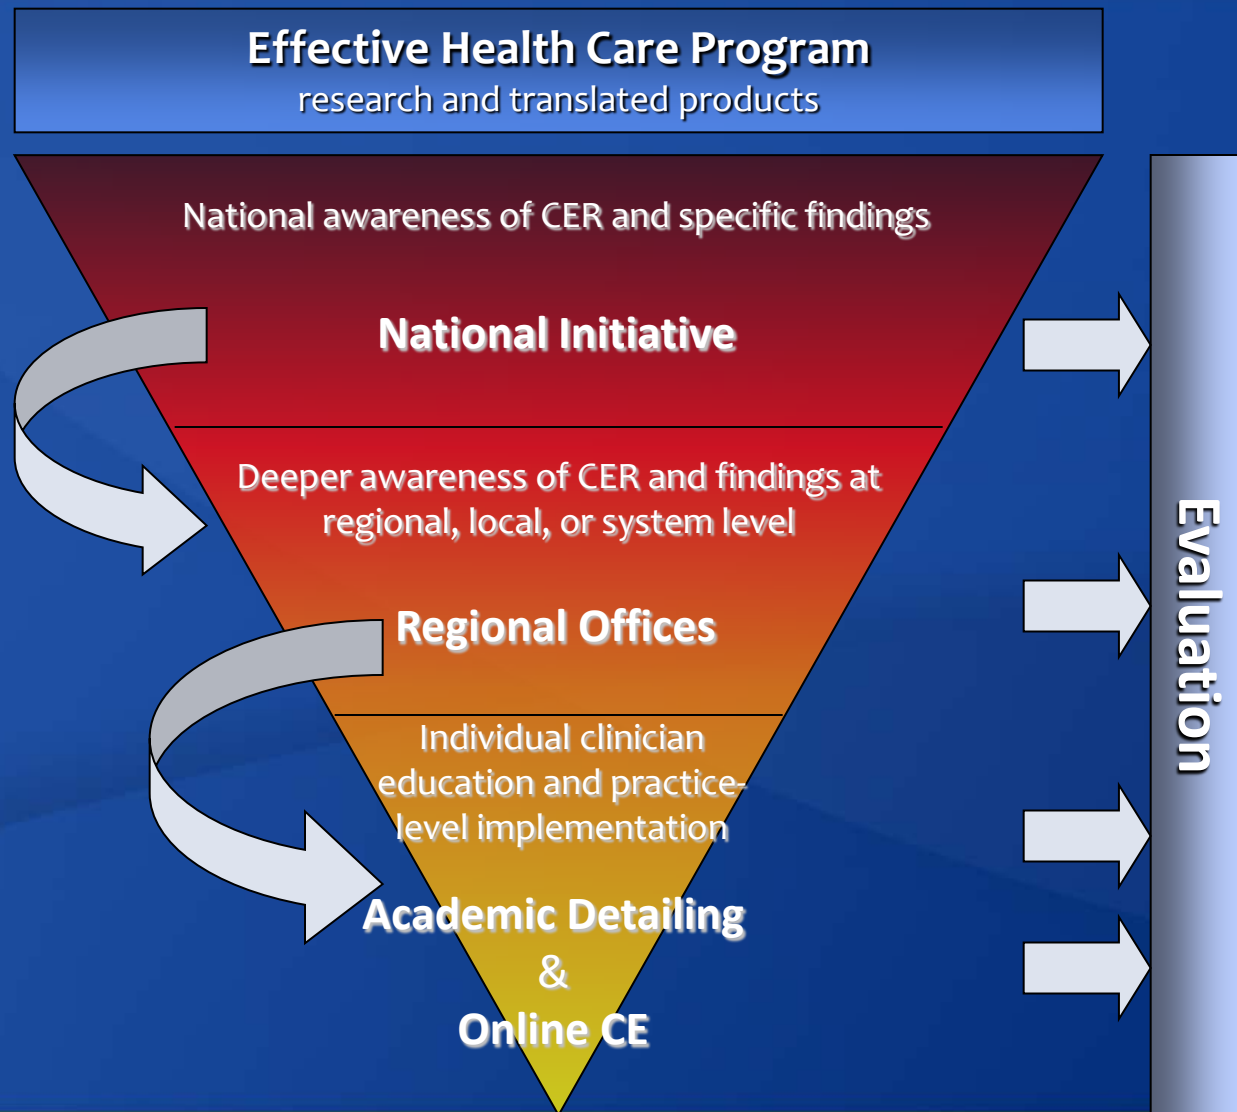 Effective Health Care Program
research and translated products
National awareness of CER and specific findings
National Initiative
Deeper awareness of CER and findings at
regional, local, or system level
Regional Offices
Individual clinician
education and practice-
level implementation
Academic Detailing
&
Online CE
Evaluation